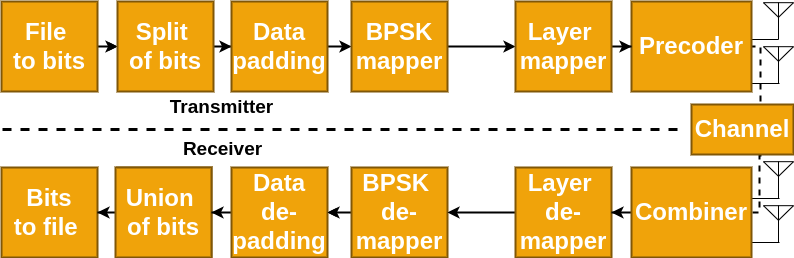 File
to bits
Split
of bits
Data
padding
BPSK
mapper
Layer
mapper
Precoder
Transmitter
Channel
Receiver
Bits
to file
Union
of bits
Data
de-
padding
BPSK
de-
mapper
Layer
de-
mapper
Combiner